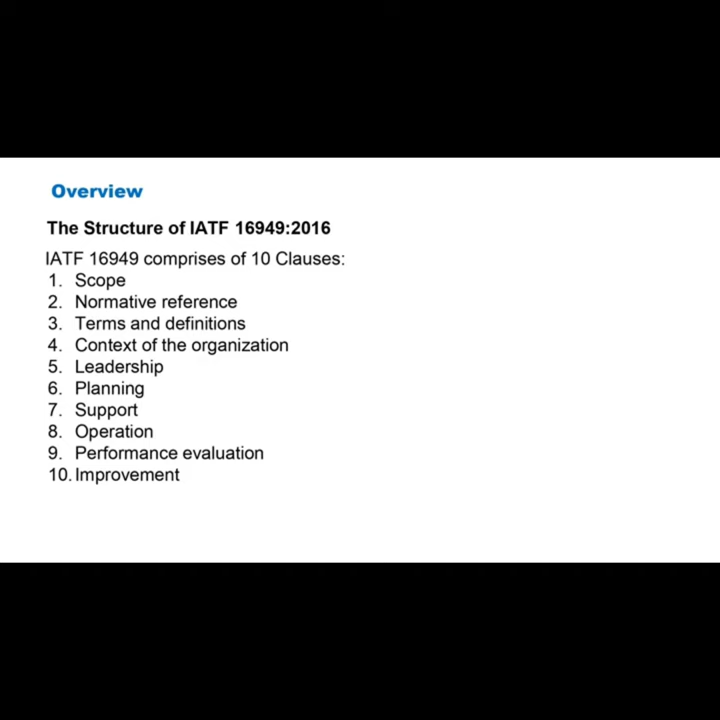 Overview
The Structure of IATF 16949:2016
IATF 16949 comprises of 10 Clauses:
1. Scope
2. Normative reference
3. Terms and definitions
4. Context of the organization
5. Leadership
6. Planning
7. Support
8. Operation
9. Performance evaluation
10. Improvement